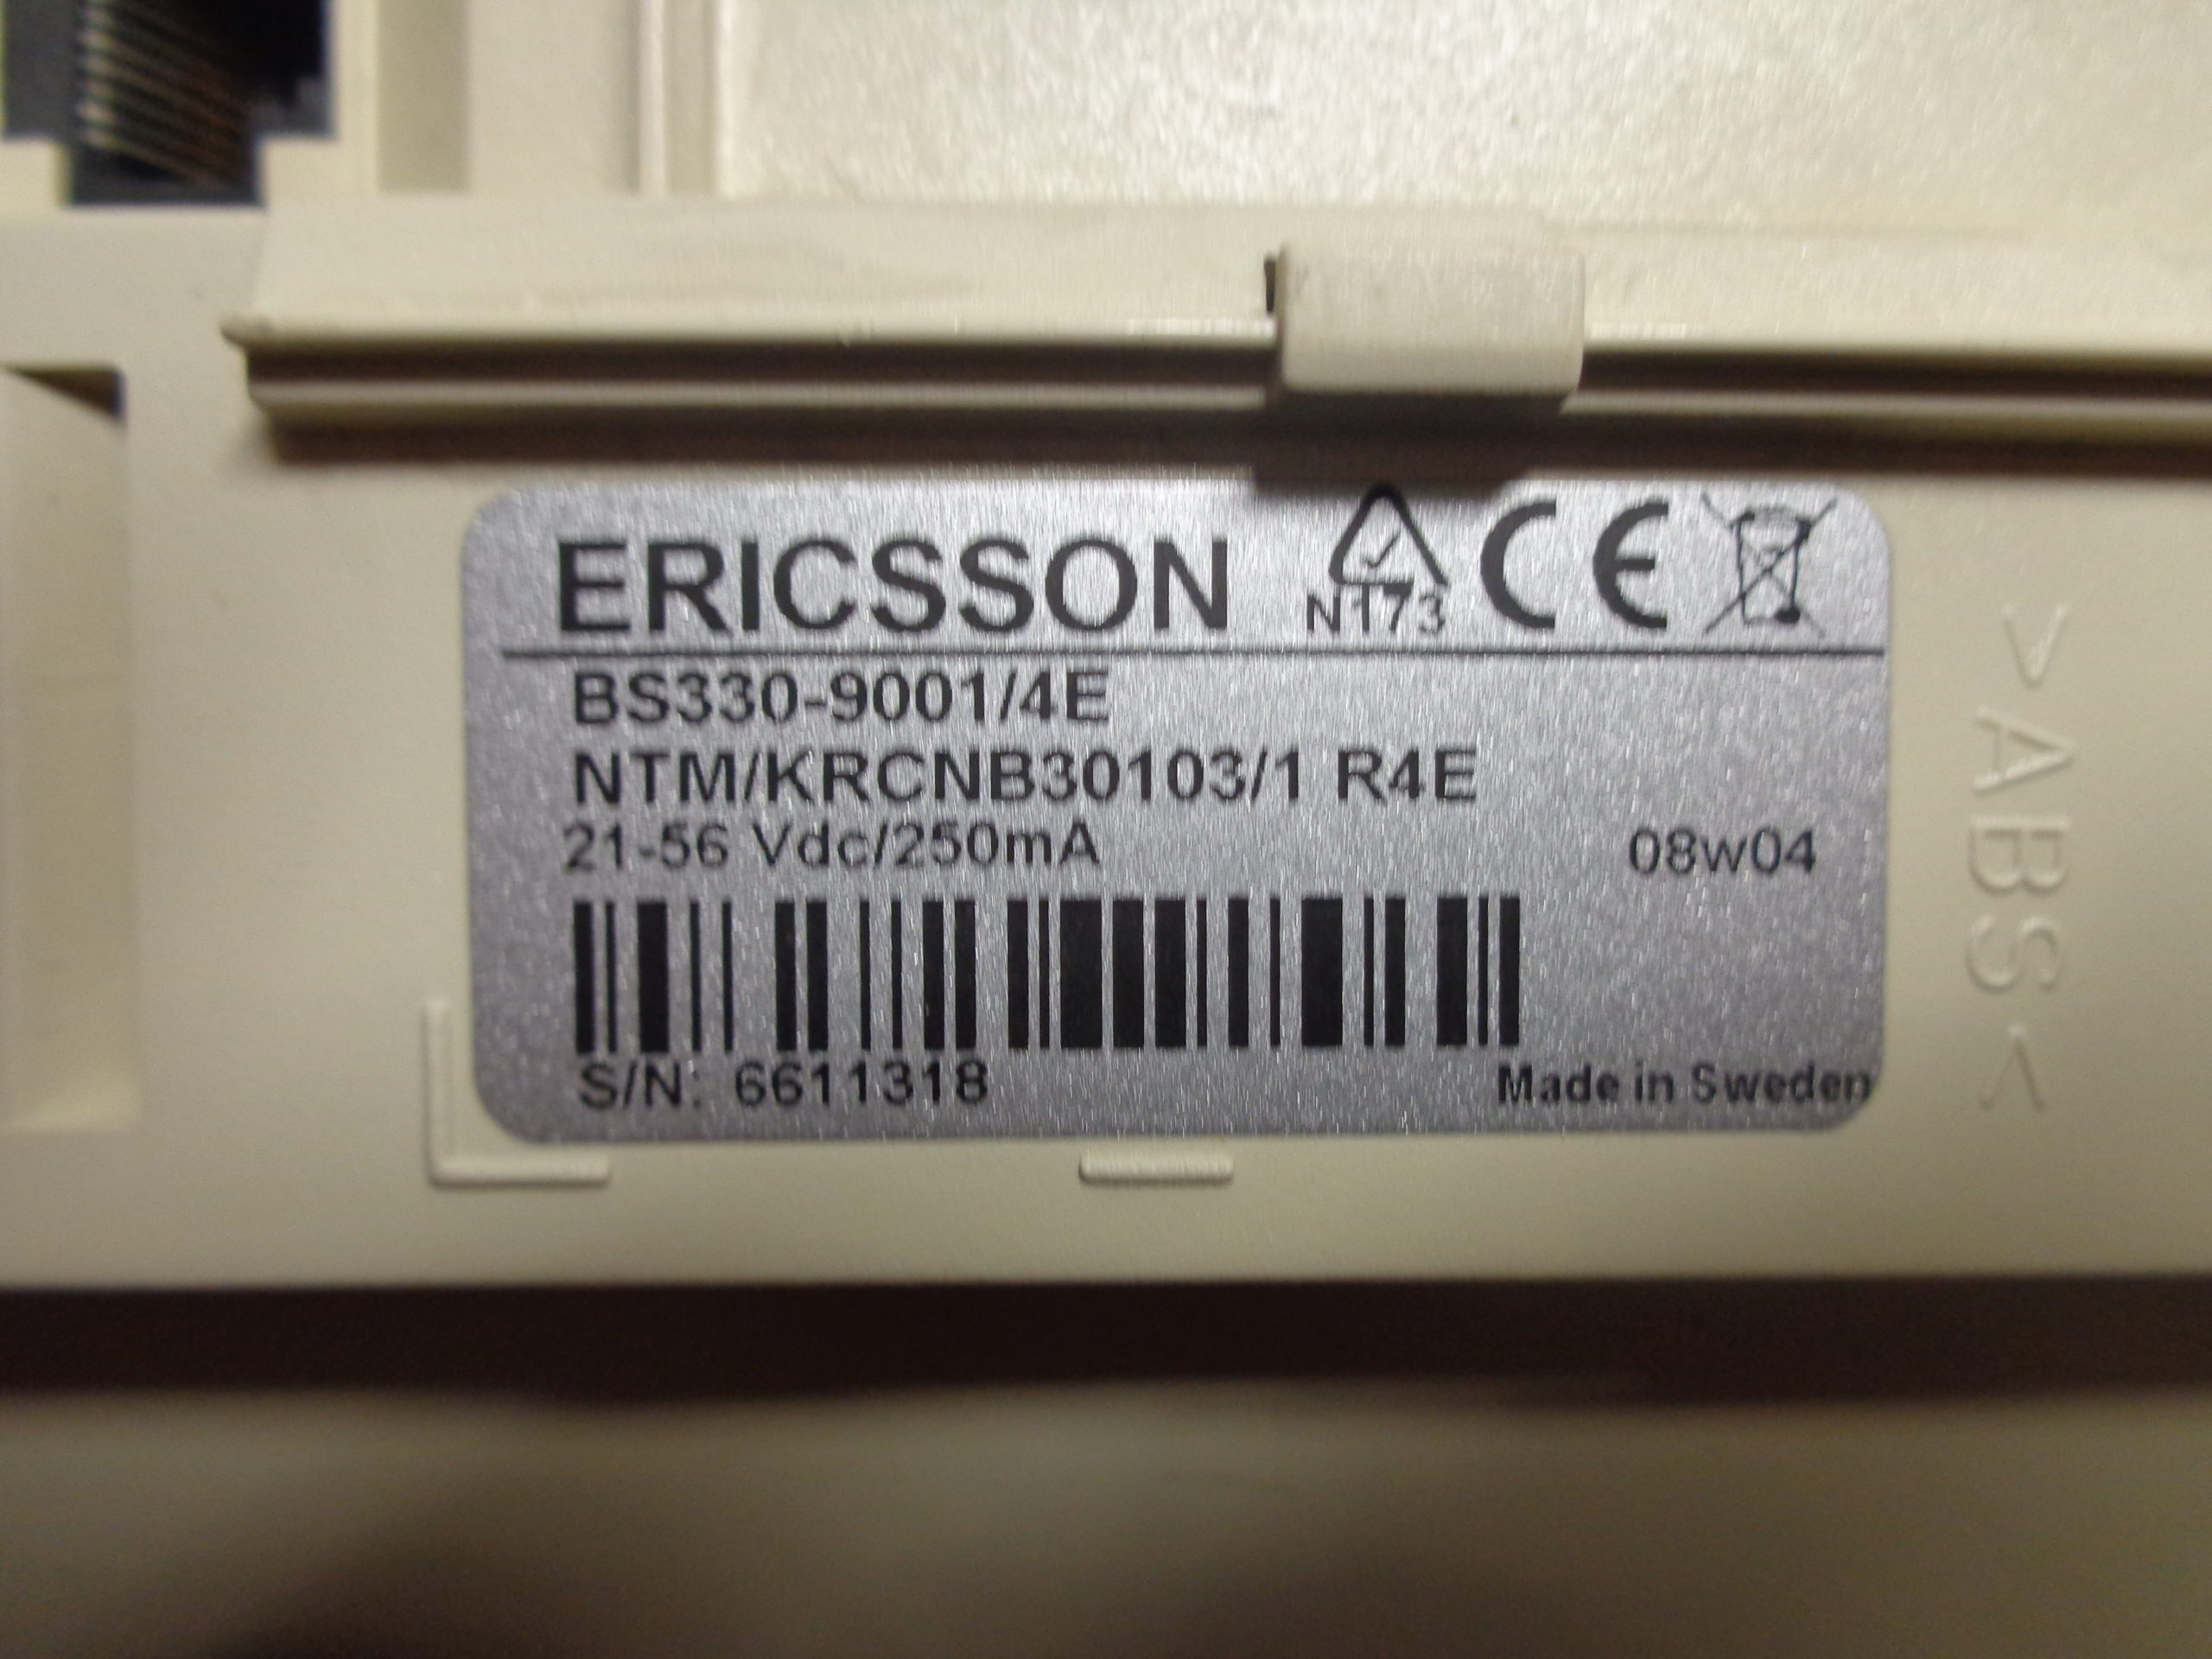 ERICSSON
N173
CE
BS330-9001/4E
NTM/KRCNB30103/1 R4E
21-56 Vdc/250mA
08w04
S/N: 6611318
Made in Sweden
>ABS<